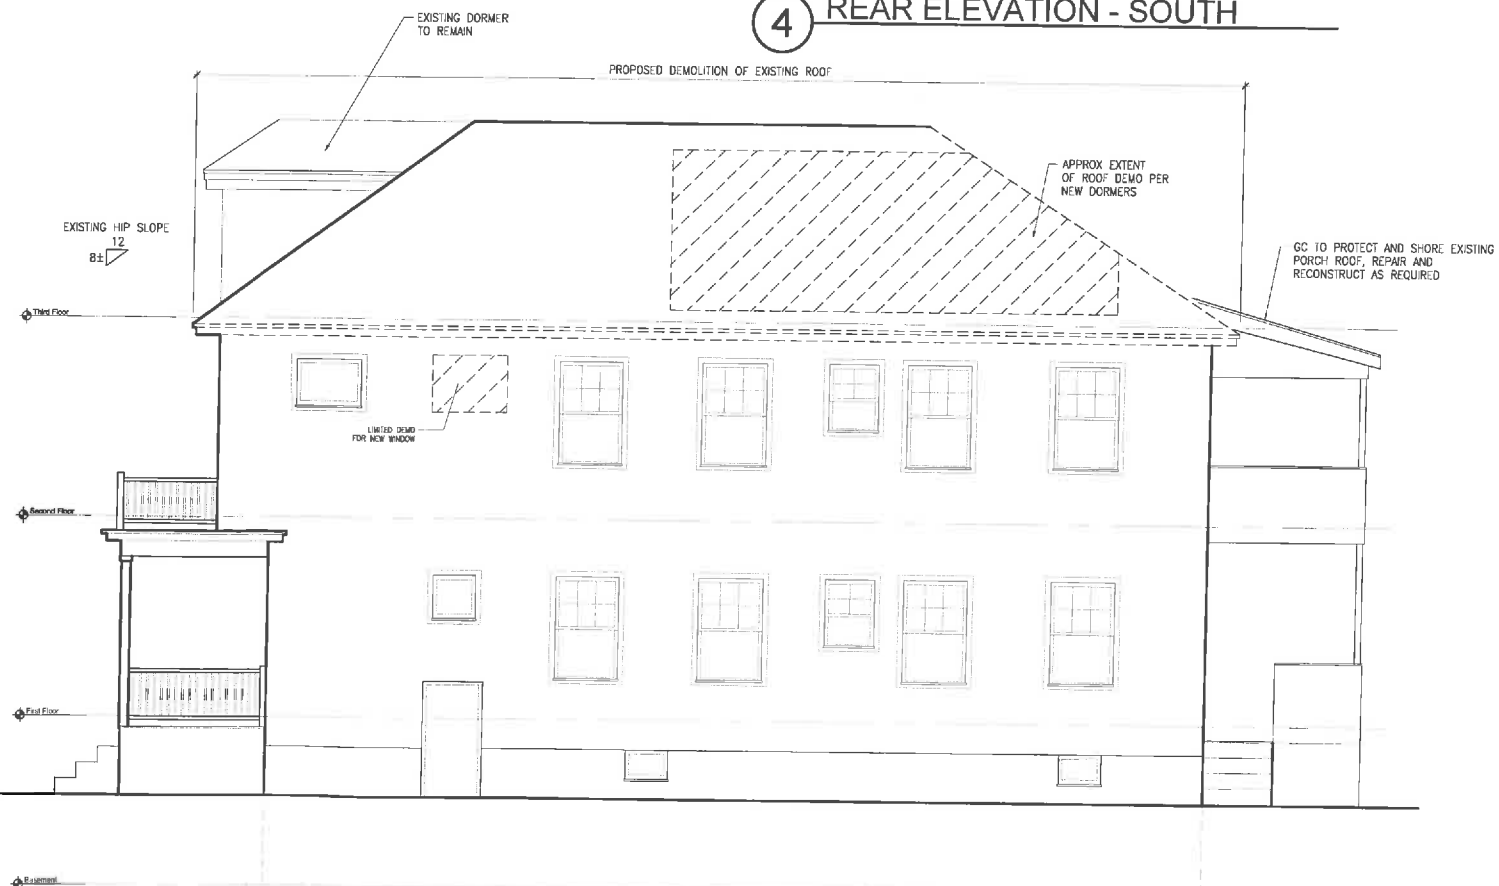 4
REAR ELEVATION - SOUTH
EXISTING DORMER
TO REMAIN
PROPOSED DEMOLITION OF EXISTING ROOF
APPROX EXTENT
OF ROOF DEMO PER
NEW DORMERS
EXISTING HIP SLOPE
12
8±
GC TO PROTECT AND SHORE EXISTING
PORCH ROOF, REPAIR AND
RECONSTRUCT AS REQUIRED
Third Floor
LIMITED DEMO
FOR NEW WINDOW
Second Floor
First Floor
Basement